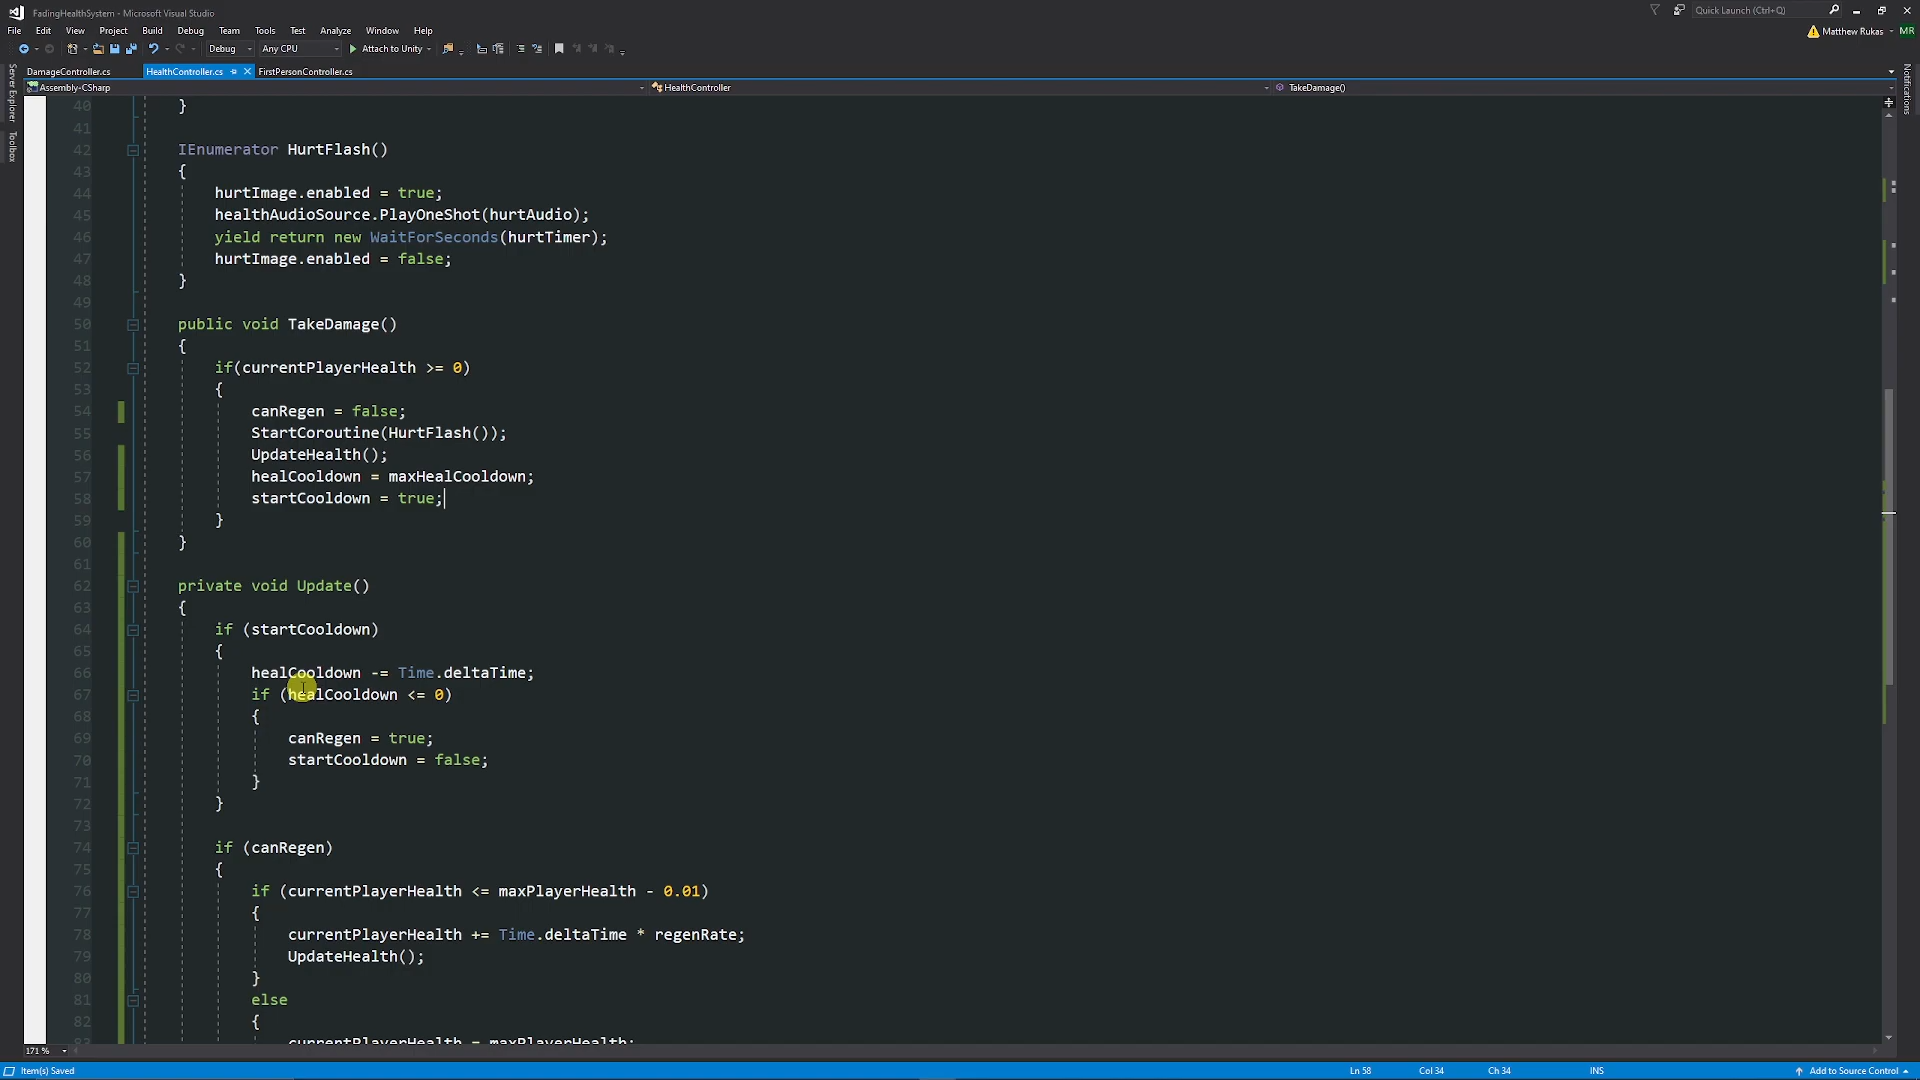 FadingHealthSystem - Microsoft Visual Studio
Quick Launch (Ctrl+Q)
File Edit View Project Build Debug Team Tools Test Analyze Window Help
Matthew Rukas MR
Debug Any CPU Attach to Unity
DamageController.cs HealthController.cs FirstPersonController.cs
Assembly-CSharp HealthController TakeDamage()
Server Explorer
Toolbox
Notifications
40 }
41
42 IEnumerator HurtFlash()
43 {
44 hurtImage.enabled = true;
45 healthAudioSource.PlayOneShot(hurtAudio);
46 yield return new WaitForSeconds(hurtTimer);
47 hurtImage.enabled = false;
48 }
49
50 public void TakeDamage()
51 {
52 if(currentPlayerHealth >= 0)
53 {
54 canRegen = false;
55 StartCoroutine(HurtFlash());
56 UpdateHealth();
57 healCooldown = maxHealCooldown;
58 startCooldown = true;
59 }
60 }
61
62 private void Update()
63 {
64 if (startCooldown)
65 {
66 healCooldown -= Time.deltaTime;
67 if (healCooldown <= 0)
68 {
69 canRegen = true;
70 startCooldown = false;
71 }
72 }
73
74 if (canRegen)
75 {
76 if (currentPlayerHealth <= maxPlayerHealth - 0.01)
77 {
78 currentPlayerHealth += Time.deltaTime * regenRate;
79 UpdateHealth();
80 }
81 else
82 {
83 currentPlayerHealth = maxPlayerHealth;
171 %
Item(s) Saved Ln 58 Col 34 Ch 34 INS Add to Source Control